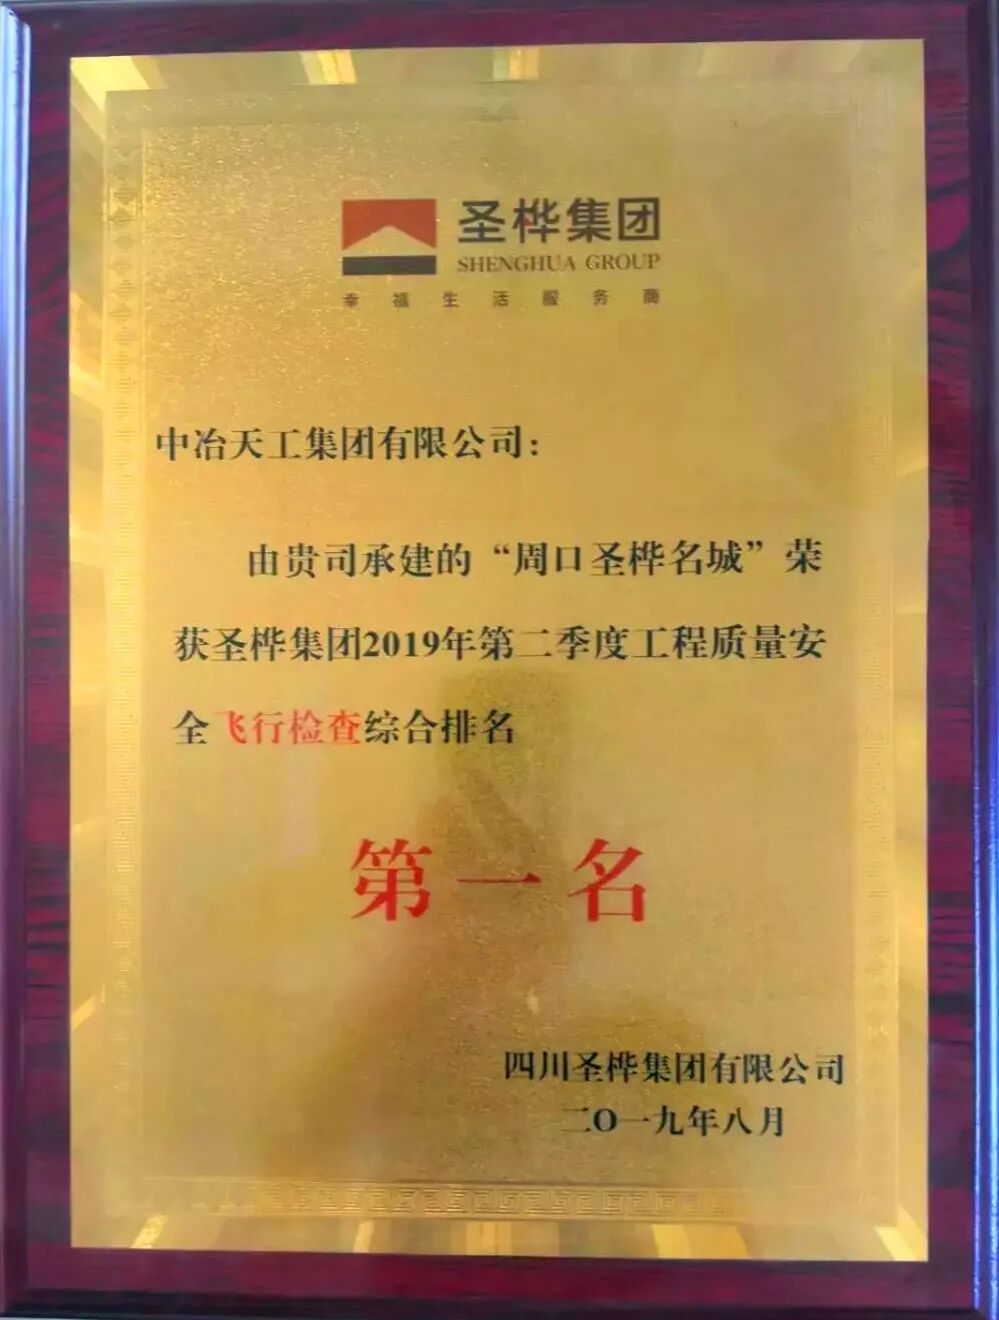 圣桦集团
SHENGHUA GROUP
幸福生活服务商
中冶天工集团有限公司：
由贵司承建的“周口圣桦名城”荣
获圣桦集团2019年第二季度工程质量安
全飞行检查综合排名
第一名
四川圣桦集团有限公司
二O一九年八月